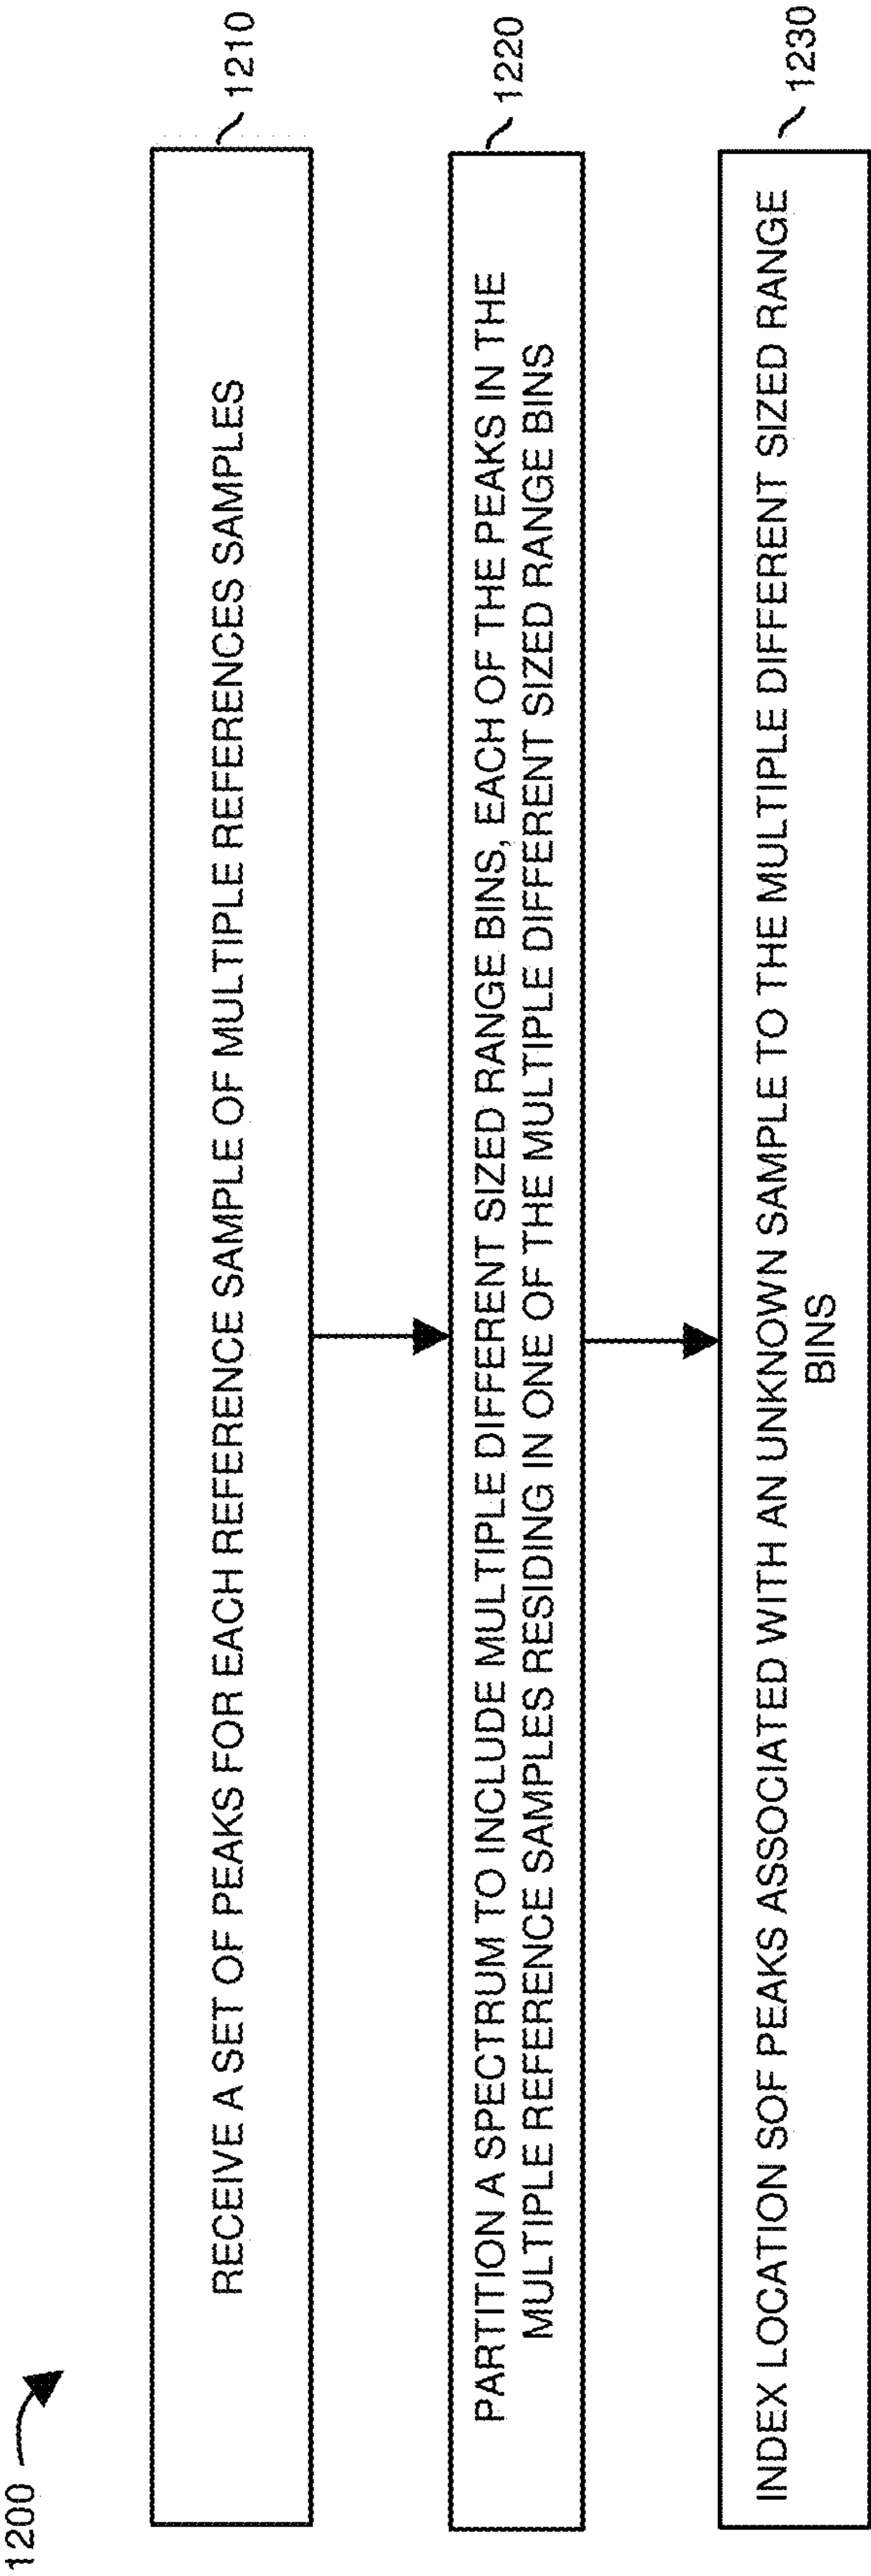 1200
1210
RECEIVE A SET OF PEAKS FOR EACH REFERENCE SAMPLE OF MULTIPLE REFERENCES SAMPLES
1220
PARTITION A SPECTRUM TO INCLUDE MULTIPLE DIFFERENT SIZED RANGE BINS, EACH OF THE PEAKS IN THE
MULTIPLE REFERENCE SAMPLES RESIDING IN ONE OF THE MULTIPLE DIFFERENT SIZED RANGE BINS
1230
INDEX LOCATION SOF PEAKS ASSOCIATED WITH AN UNKNOWN SAMPLE TO THE MULTIPLE DIFFERENT SIZED RANGE
BINS